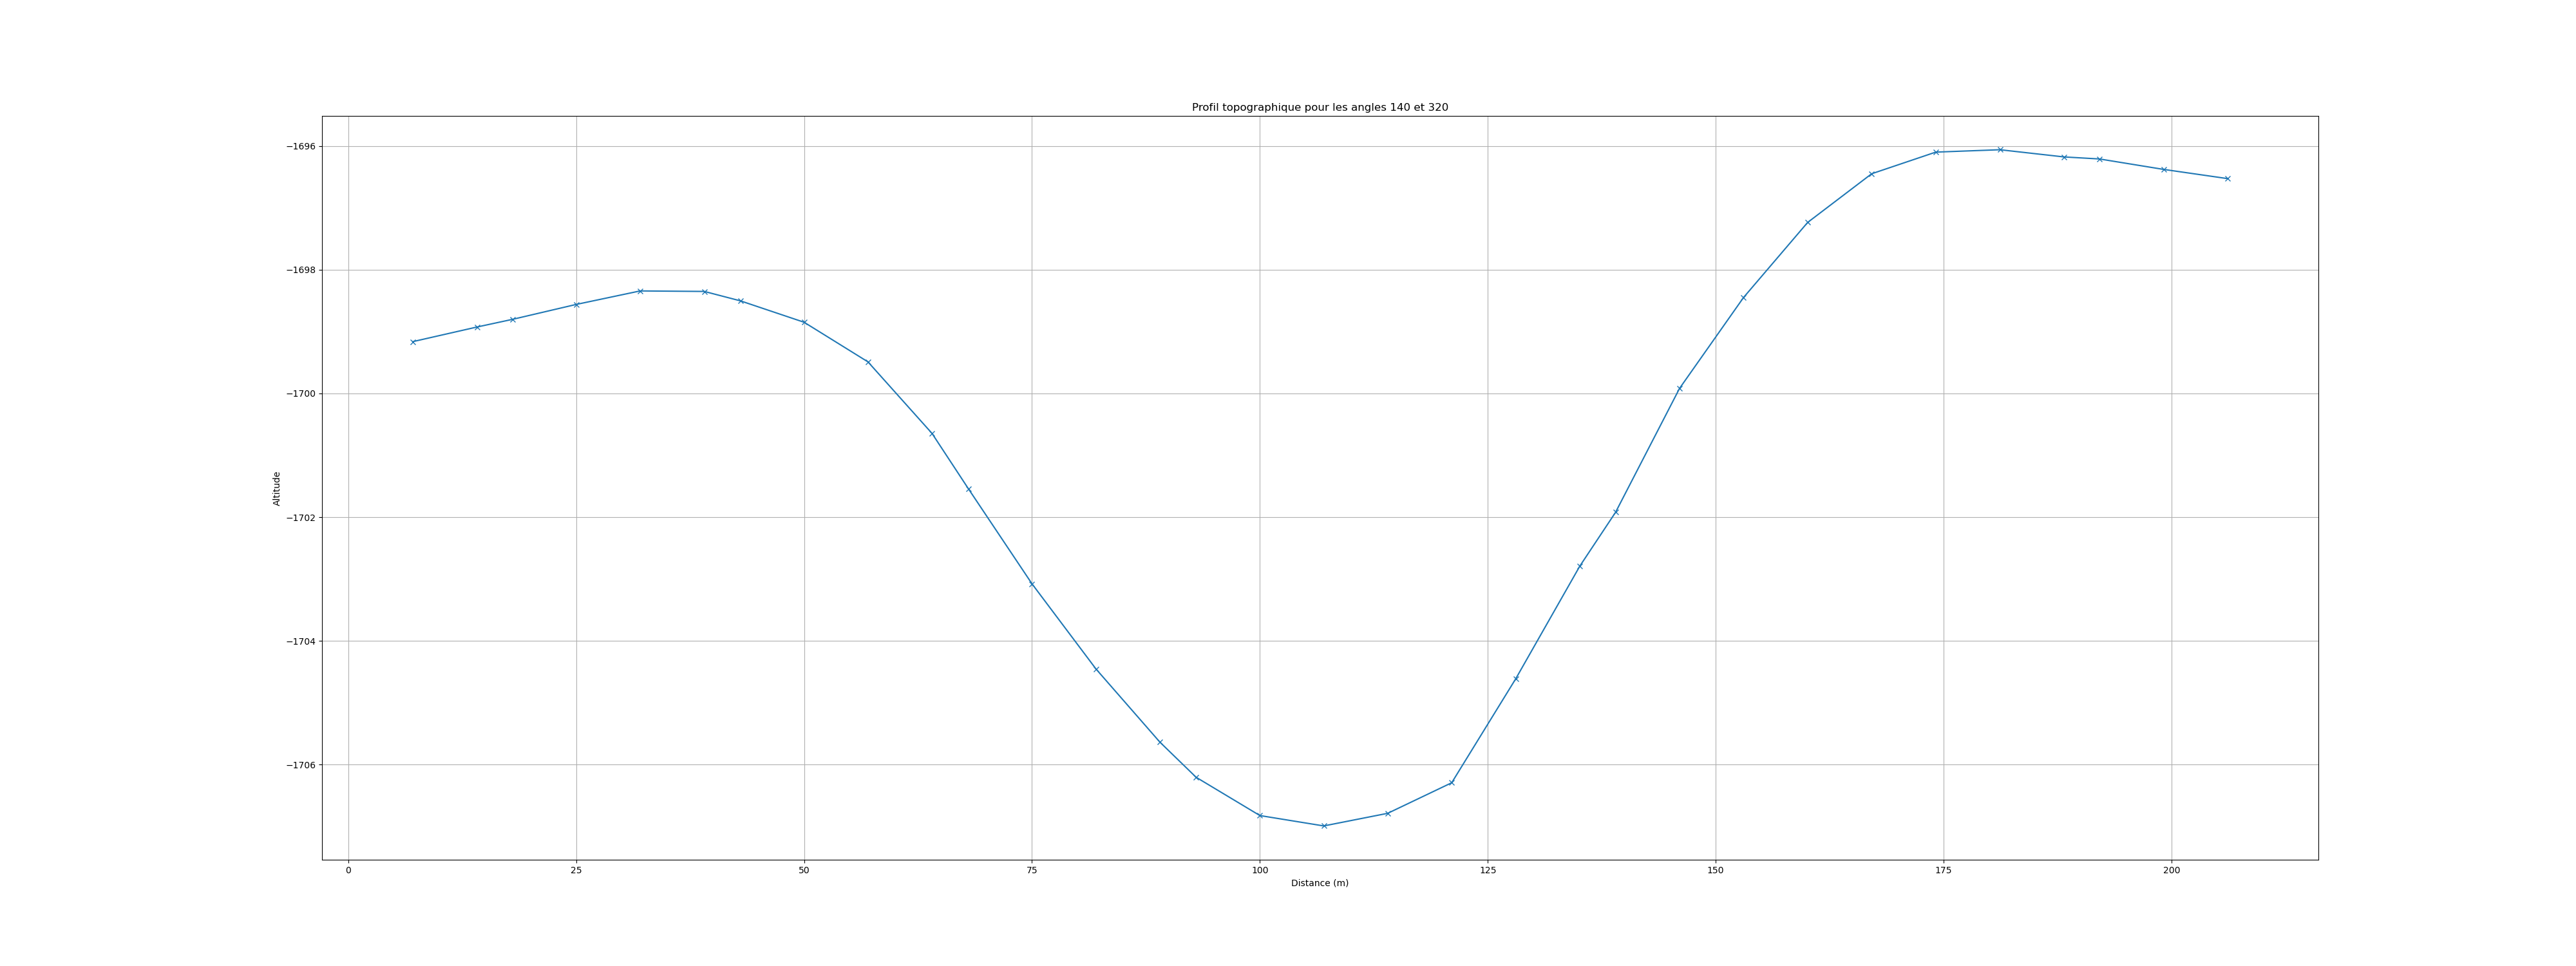 Profil topographique pour les angles 140 et 320
−1696
−1698
−1700
−1702
−1704
−1706
Altitude
0 25 50 75 100 125 150 175 200
Distance (m)